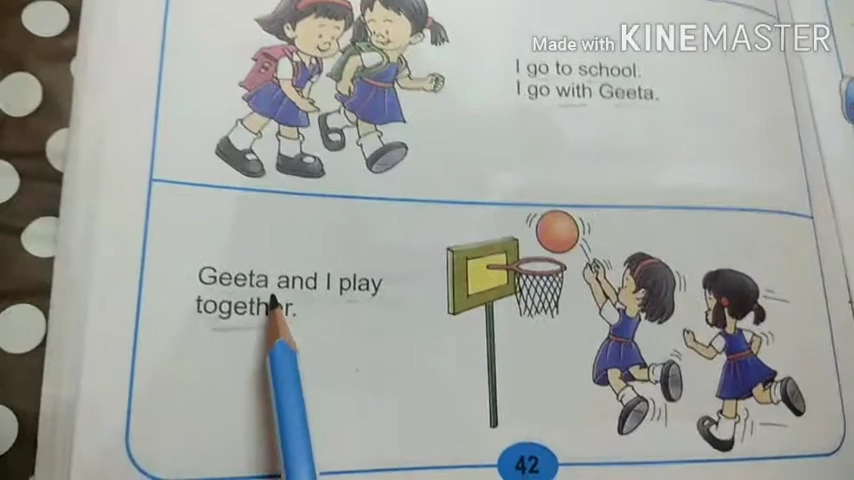 Made with KINEMASTER
I go to school.
I go with Geeta.
Geeta and I play
together.
42